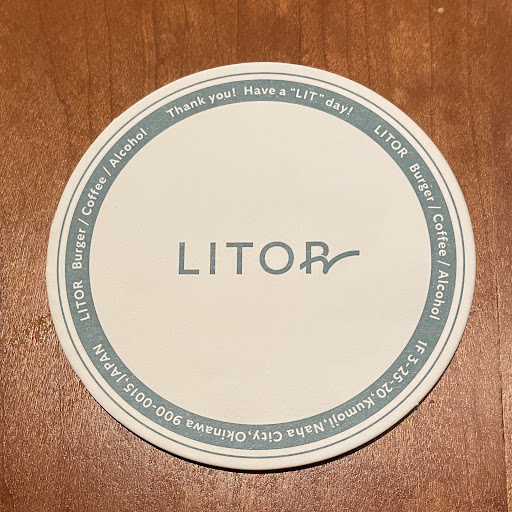 Thank you! Have a "LIT" day!
LITOR Burger / Coffee / Alcohol
1F 3-25-20,Kumoji,Naha City,Okinawa 900-0015,JAPAN
LITOR Burger / Coffee / Alcohol
LITOR